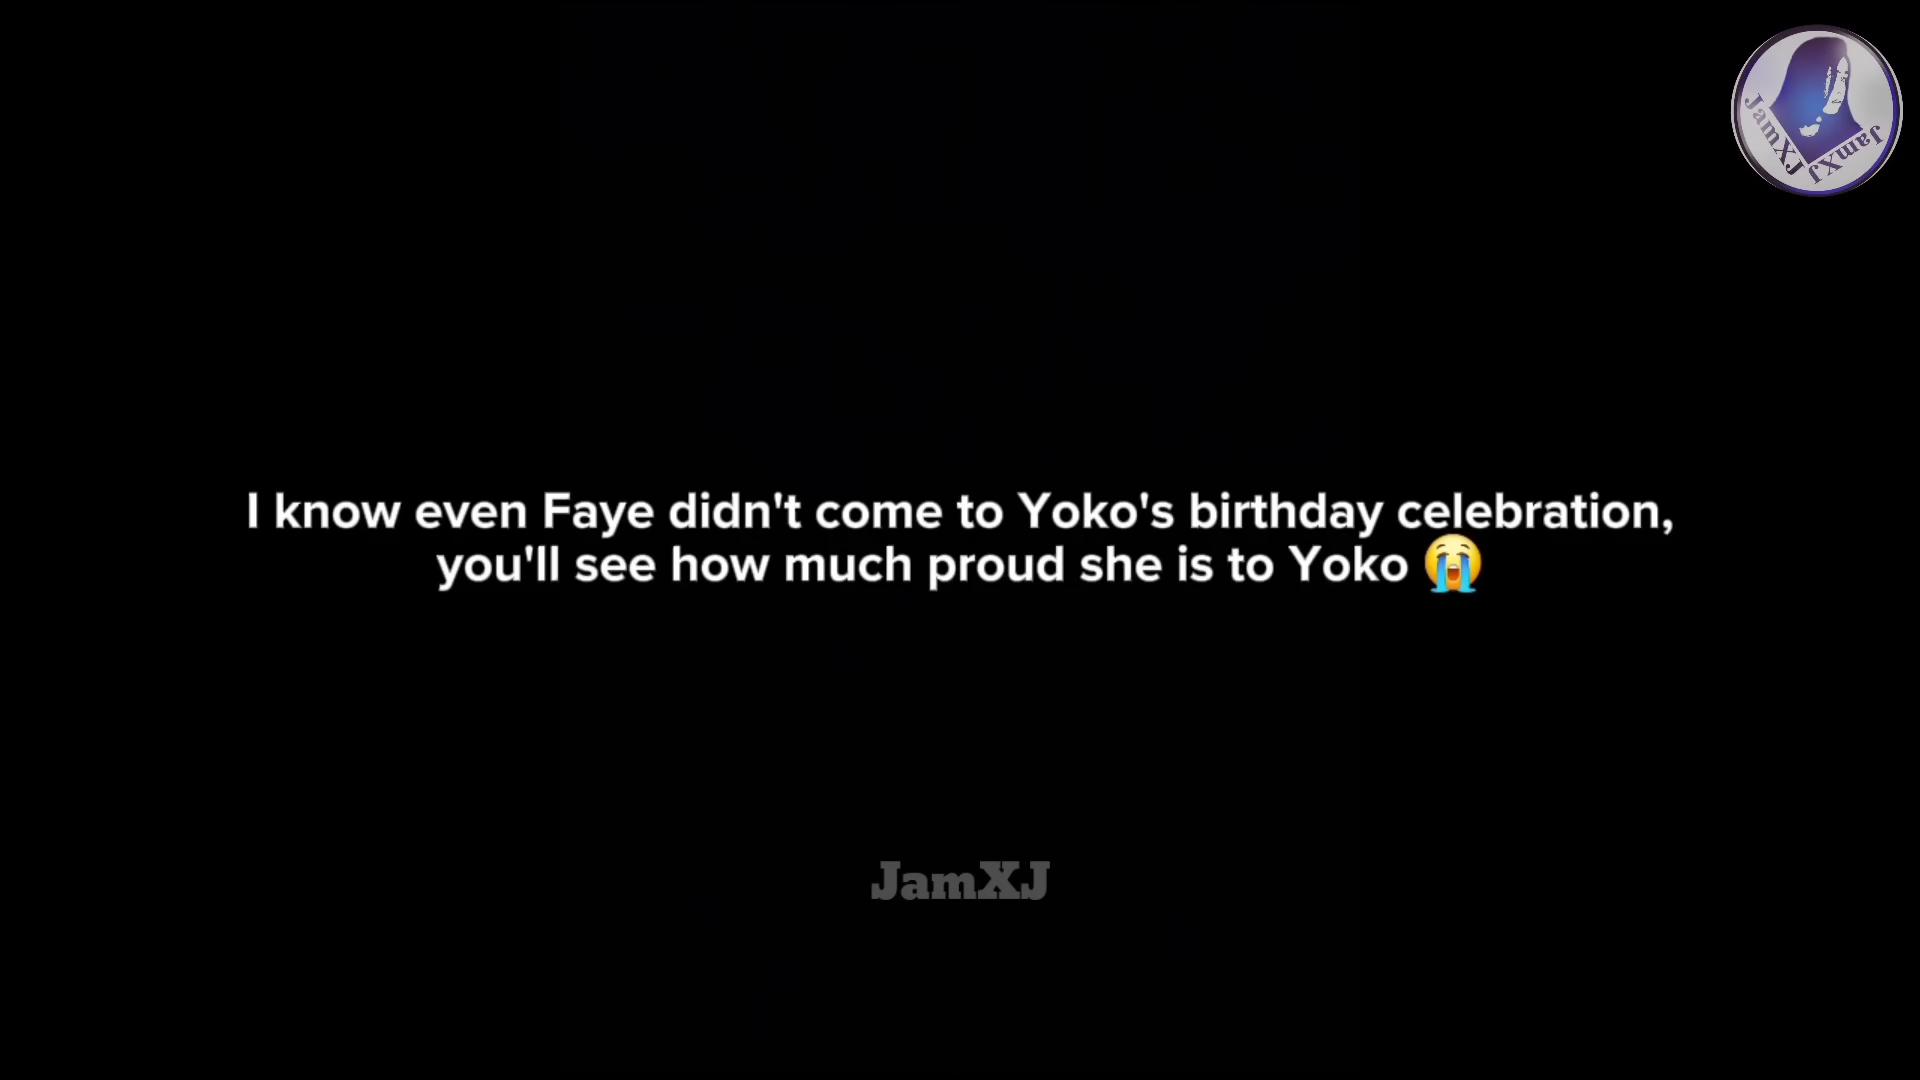 JamXJ JamXJ
I know even Faye didn't come to Yoko's birthday celebration,
you'll see how much proud she is to Yoko 😭
JamXJ